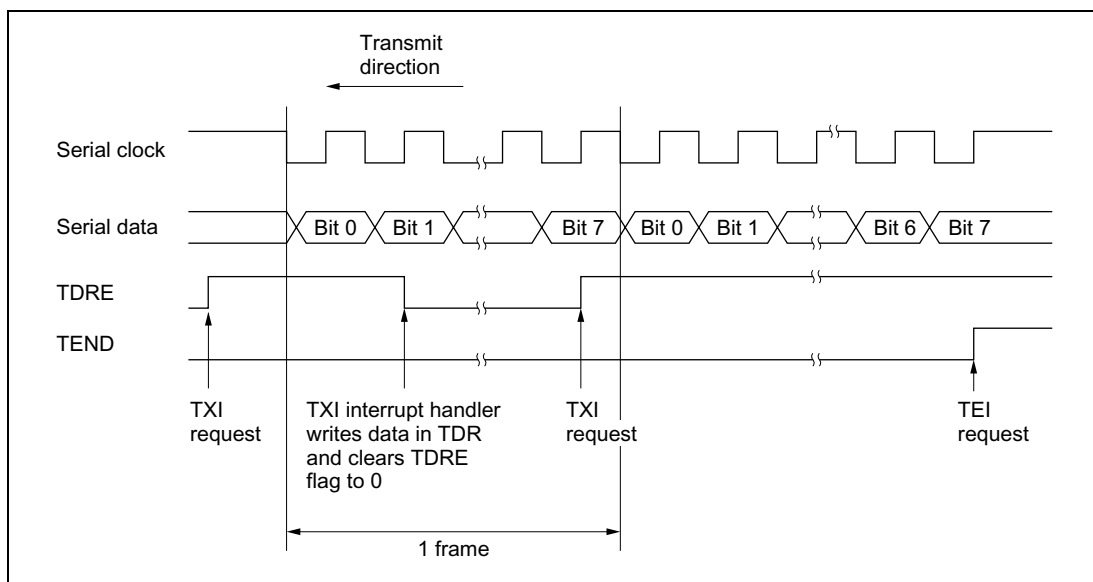 Transmit
direction
Serial clock
Serial data
Bit 0
Bit 1
Bit 7
Bit 0
Bit 1
Bit 6
Bit 7
TDRE
TEND
TXI
request
TXI interrupt handler
writes data in TDR
and clears TDRE
flag to 0
TXI
request
TEI
request
1 frame